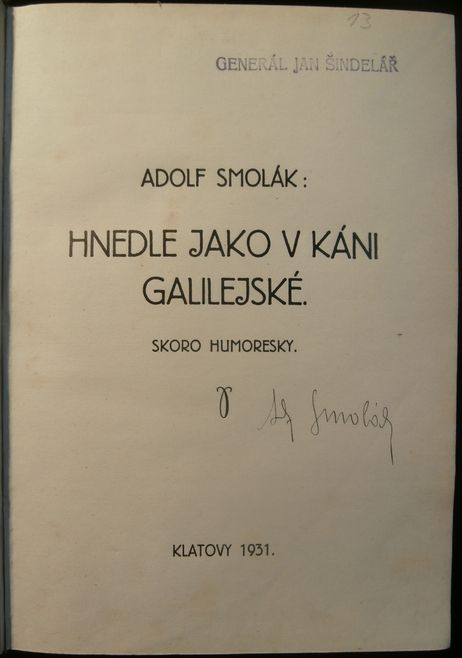 13
GENERÁL JAN ŠINDELÁŘ
ADOLF SMOLÁK:
HNEDLE JAKO V KÁNI
GALILEJSKÉ.
SKORO HUMORESKY.
Ad Smolák
KLATOVY 1931.